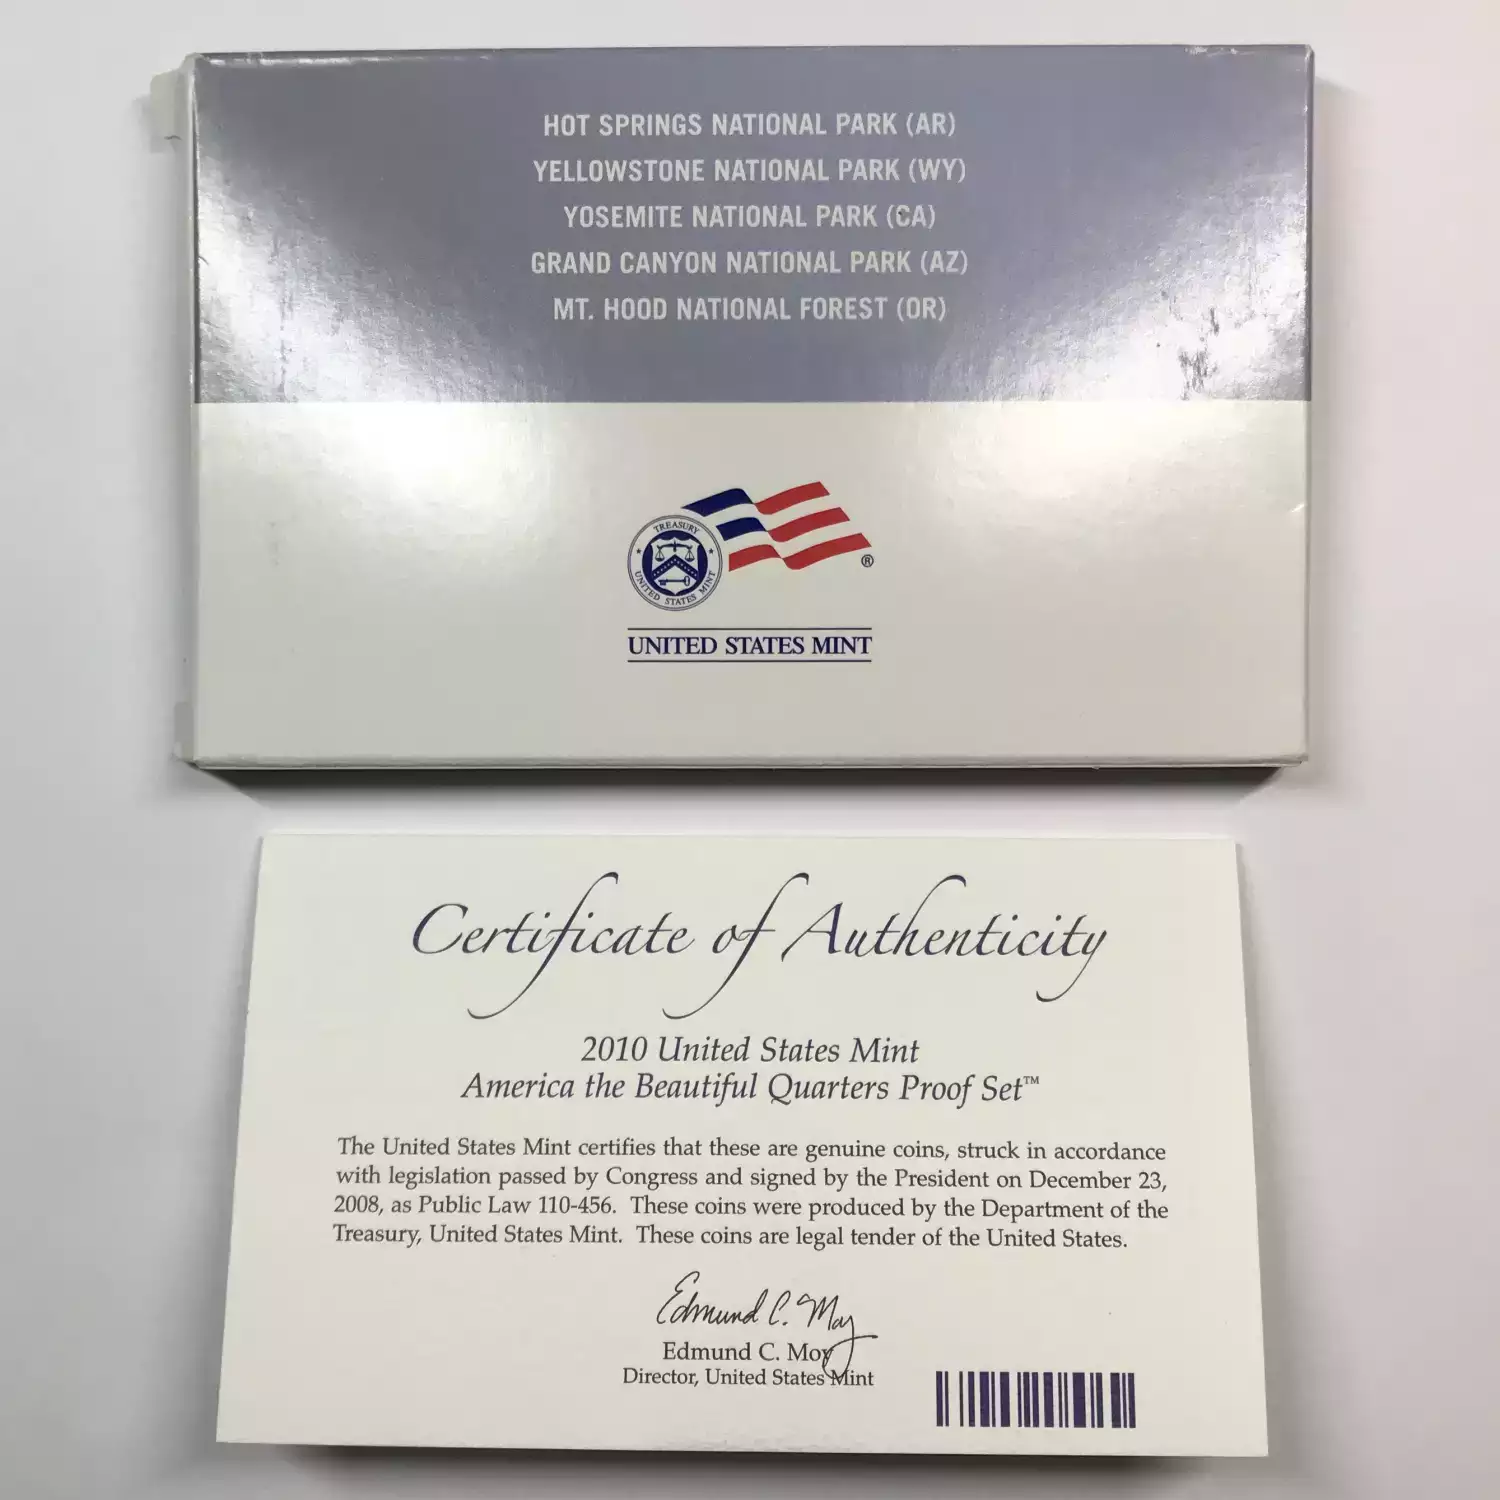 HOT SPRINGS NATIONAL PARK (AR)
YELLOWSTONE NATIONAL PARK (WY)
YOSEMITE NATIONAL PARK (CA)
GRAND CANYON NATIONAL PARK (AZ)
MT. HOOD NATIONAL FOREST (OR)
TREASURY
UNITED STATES MINT
®
UNITED STATES MINT
Certificate of Authenticity
2010 United States Mint
America the Beautiful Quarters Proof Set™
The United States Mint certifies that these are genuine coins, struck in accordance
with legislation passed by Congress and signed by the President on December 23,
2008, as Public Law 110-456. These coins were produced by the Department of the
Treasury, United States Mint. These coins are legal tender of the United States.
Edmund C. Moy
Edmund C. Moy
Director, United States Mint